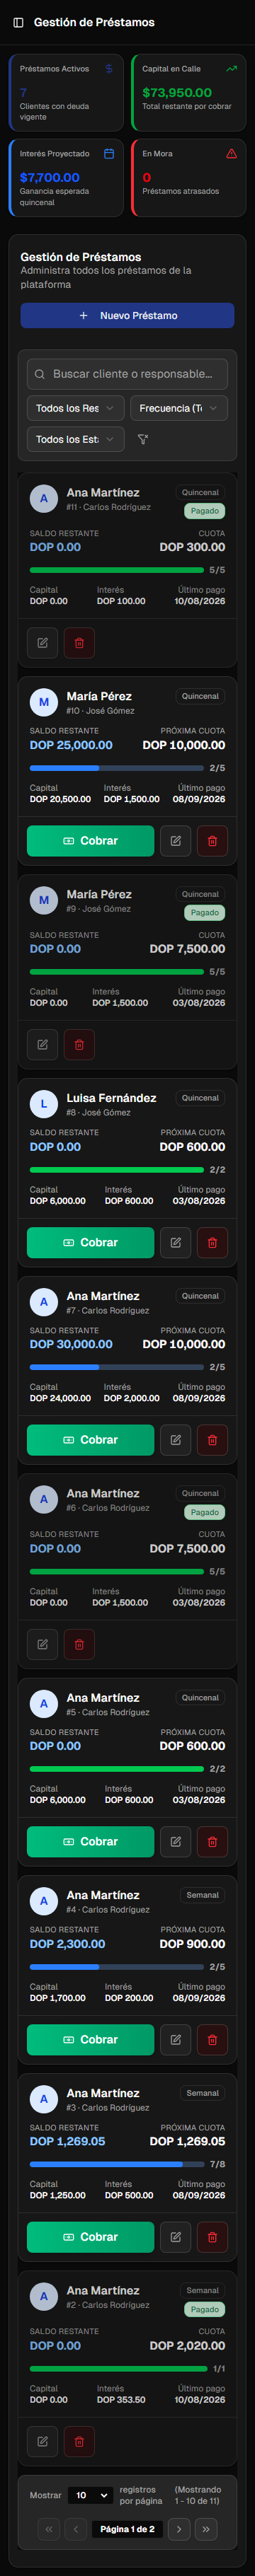 Gestión de Préstamos
Préstamos Activos
7
Clientes con deuda
vigente
Capital en Calle
$73,950.00
Total restante por cobrar
Interés Proyectado
$7,700.00
Ganancia esperada
quincenal
En Mora
0
Préstamos atrasados
Gestión de Préstamos
Administra todos los préstamos de la
plataforma
+ Nuevo Préstamo
Buscar cliente o responsable...
Todos los Res
Frecuencia (To
Todos los Esta
A
Ana Martínez
Quincenal
#11 · Carlos Rodríguez
Pagado
SALDO RESTANTE
CUOTA
DOP 0.00
DOP 300.00
5/5
Capital
Interés
Último pago
DOP 0.00
DOP 100.00
10/08/2026
M
María Pérez
Quincenal
#10 · José Gómez
SALDO RESTANTE
PRÓXIMA CUOTA
DOP 25,000.00
DOP 10,000.00
2/5
Capital
Interés
Último pago
DOP 20,500.00
DOP 1,500.00
08/09/2026
Cobrar
M
María Pérez
Quincenal
#9 · José Gómez
Pagado
SALDO RESTANTE
CUOTA
DOP 0.00
DOP 7,500.00
5/5
Capital
Interés
Último pago
DOP 0.00
DOP 1,500.00
03/08/2026
L
Luisa Fernández
Quincenal
#8 · José Gómez
SALDO RESTANTE
PRÓXIMA CUOTA
DOP 0.00
DOP 600.00
2/2
Capital
Interés
Último pago
DOP 6,000.00
DOP 600.00
03/08/2026
Cobrar
A
Ana Martínez
Quincenal
#7 · Carlos Rodríguez
SALDO RESTANTE
PRÓXIMA CUOTA
DOP 30,000.00
DOP 10,000.00
2/5
Capital
Interés
Último pago
DOP 24,000.00
DOP 2,000.00
08/09/2026
Cobrar
A
Ana Martínez
Quincenal
#6 · Carlos Rodríguez
Pagado
SALDO RESTANTE
CUOTA
DOP 0.00
DOP 7,500.00
5/5
Capital
Interés
Último pago
DOP 0.00
DOP 1,500.00
03/08/2026
A
Ana Martínez
Quincenal
#5 · Carlos Rodríguez
SALDO RESTANTE
PRÓXIMA CUOTA
DOP 0.00
DOP 600.00
2/2
Capital
Interés
Último pago
DOP 6,000.00
DOP 600.00
03/08/2026
Cobrar
A
Ana Martínez
Semanal
#4 · Carlos Rodríguez
SALDO RESTANTE
PRÓXIMA CUOTA
DOP 2,300.00
DOP 900.00
2/5
Capital
Interés
Último pago
DOP 1,700.00
DOP 200.00
08/09/2026
Cobrar
A
Ana Martínez
Semanal
#3 · Carlos Rodríguez
SALDO RESTANTE
PRÓXIMA CUOTA
DOP 1,269.05
DOP 1,269.05
7/8
Capital
Interés
Último pago
DOP 1,250.00
DOP 500.00
08/09/2026
Cobrar
A
Ana Martínez
Semanal
#2 · Carlos Rodríguez
Pagado
SALDO RESTANTE
CUOTA
DOP 0.00
DOP 2,020.00
1/1
Capital
Interés
Último pago
DOP 0.00
DOP 353.50
10/08/2026
Mostrar
10
registros
por página
(Mostrando
1 - 10 de 11)
Página 1 de 2